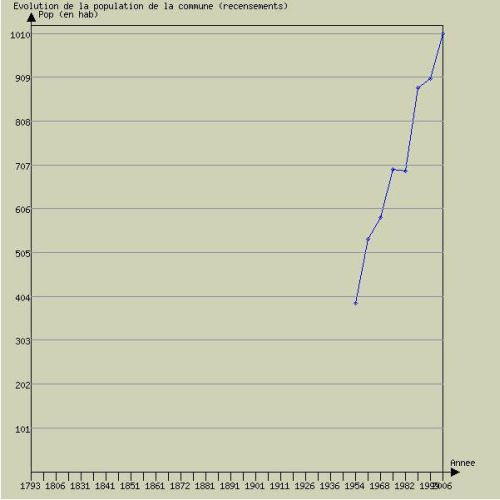 Evolution de la population de la commune (recensements)
Pop (en hab)
1010
909
808
707
606
505
404
303
202
101
Annee
1793 1806 1831 1841 1851 1861 1872 1881 1891 1901 1911 1926 1936 1954 1968 1982 1999 2006